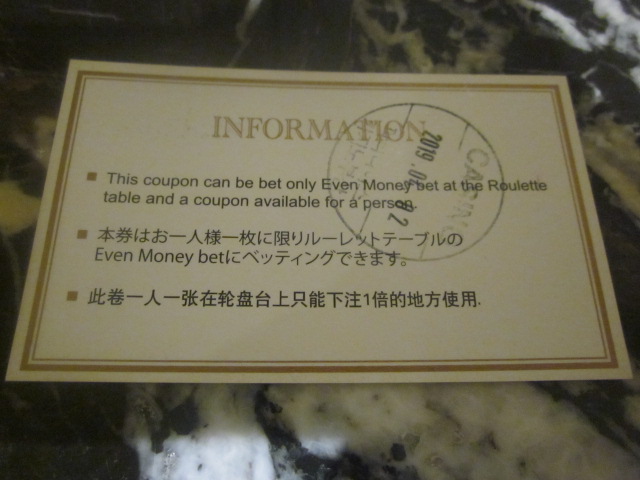 INFORMATION
This coupon can be bet only Even Money bet at the Roulette
table and a coupon available for a person.
本券はお一人様一枚に限りルーレットテーブルの
Even Money betにベッティングできます。
此卷一人一张在轮盘台上只能下注1倍的地方使用.
CASINO
2019